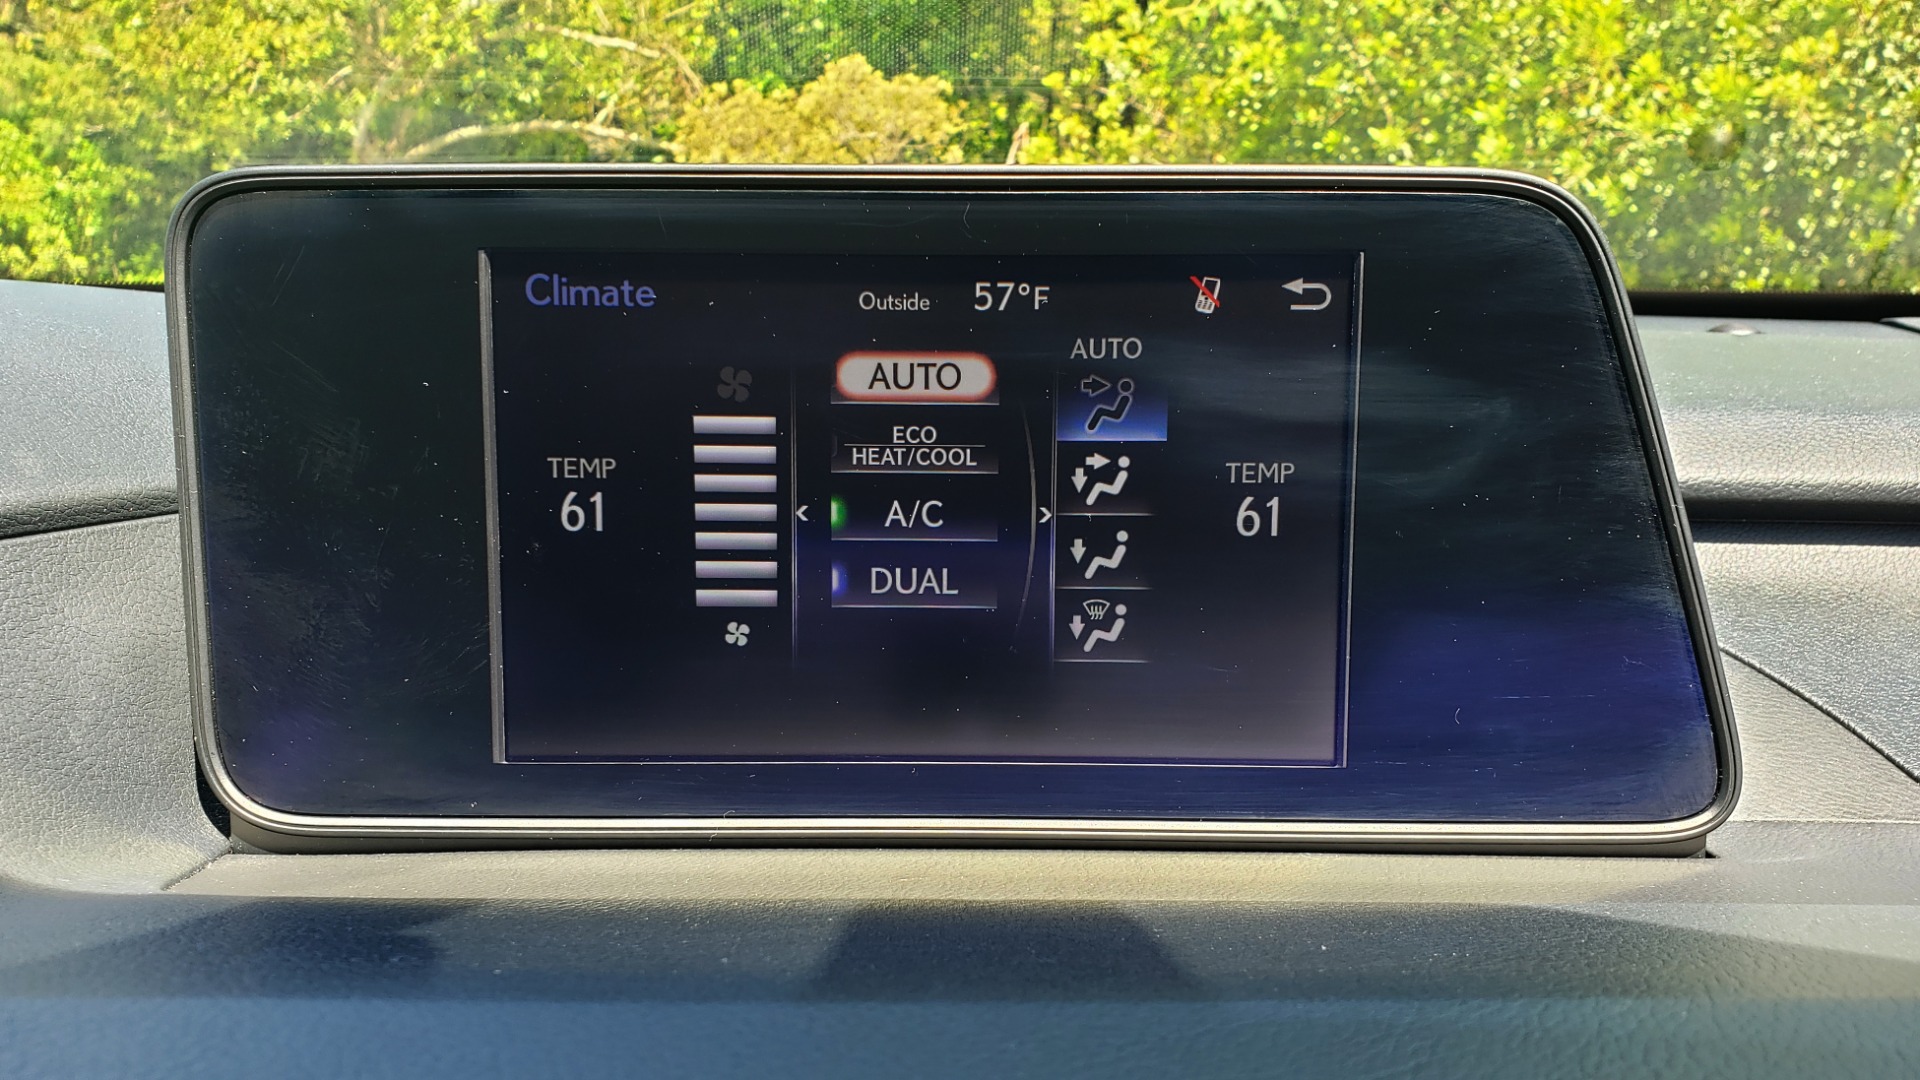 Climate
Outside 57°F
AUTO
AUTO
ECO
HEAT/COOL
TEMP
61
< A/C >
DUAL
TEMP
61